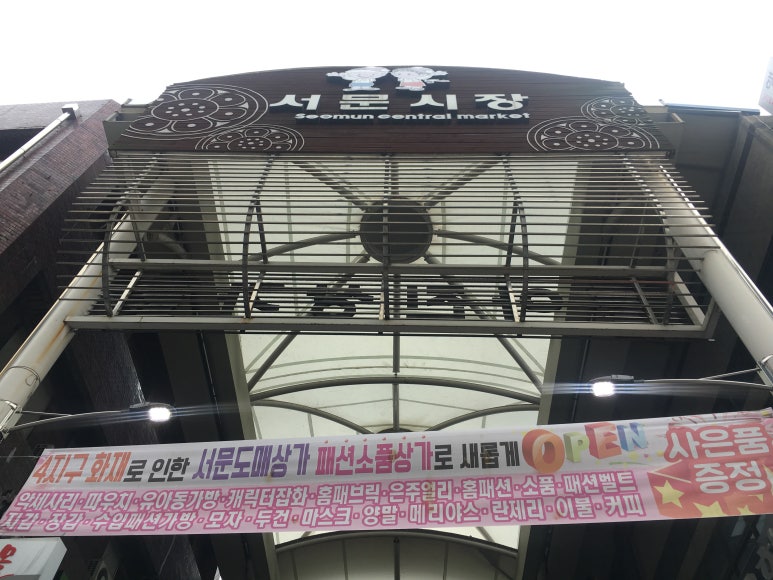 서문시장
Seomun central market
4지구 화재로 인한 서문도매상가 패션소품상가로 새롭게 OPEN
사은품
증정
악세사리·파우치·유아동가방·캐릭터잡화·홈패브릭·은주얼리·홈패션·소품·패션벨트
지갑·장갑·수입패션가방·모자·두건·마스크·양말·메리야스·란제리·이불·커피